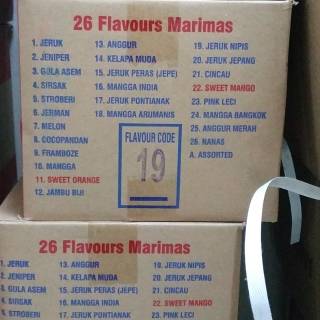 26 Flavours Marimas
1. JERUK
2. JENIPER
3. GULA ASEM
4. SIRSAK
5. STROBERI
6. JERMAN
7. MELON
8. COCOPANDAN
9. FRAMBOZE
10. MANGGA
11. SWEET ORANGE
12. JAMBU BIJI
13. ANGGUR
14. KELAPA MUDA
15. JERUK PERAS (JEPE)
16. MANGGA INDIA
17. JERUK PONTIANAK
18. MANGGA ARUMANIS
19. JERUK NIPIS
20. JERUK JEPANG
21. CINCAU
22. SWEET MANGO
23. PINK LECI
24. MANGGA BANGKOK
25. ANGGUR MERAH
26. NANAS
A. ASSORTED
FLAVOUR CODE
19
26 Flavours Marimas
1. JERUK
2. JENIPER
3. GULA ASEM
4. SIRSAK
5. STROBERI
13. ANGGUR
14. KELAPA MUDA
15. JERUK PERAS (JEPE)
16. MANGGA INDIA
17. JERUK PONTIANAK
19. JERUK NIPIS
20. JERUK JEPANG
21. CINCAU
22. SWEET MANGO
23. PINK LECI